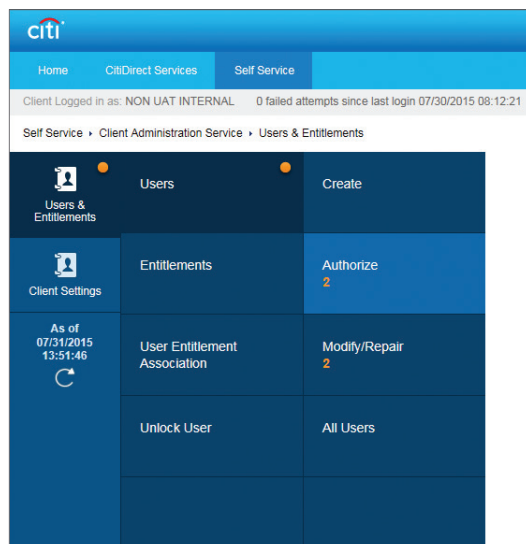 citi
Home CitiDirect Services Self Service
Client Logged in as: NON UAT INTERNAL 0 failed attempts since last login 07/30/2015 08:12:21
Self Service ▸ Client Administration Service ▸ Users & Entitlements
Users &
Entitlements
Users
Create
Client Settings
Entitlements
Authorize
2
As of
07/31/2015
13:51:46
User Entitlement
Association
Modify/Repair
2
Unlock User
All Users